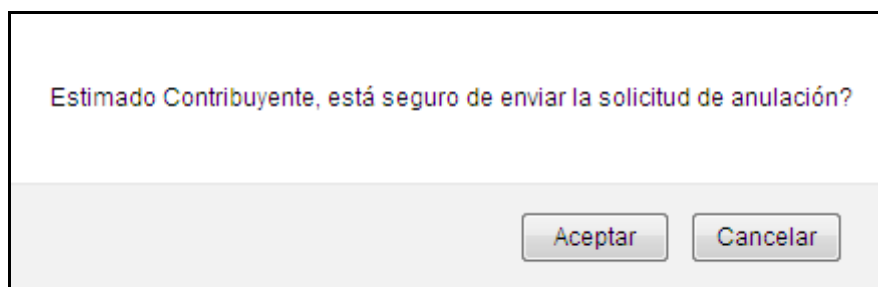 Estimado Contribuyente, está seguro de enviar la solicitud de anulación?
Aceptar Cancelar